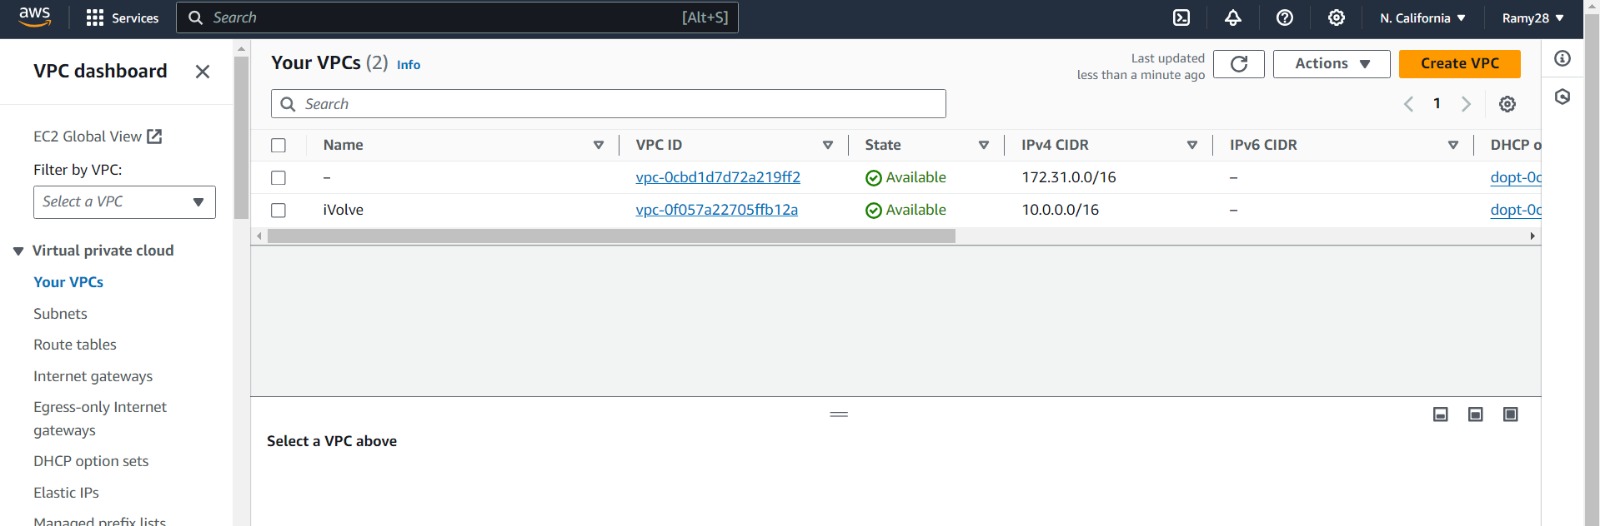 aws
Services
Search
[Alt+S]
N. California
Ramy28
VPC dashboard
EC2 Global View
Filter by VPC:
Select a VPC
Virtual private cloud
Your VPCs
Subnets
Route tables
Internet gateways
Egress-only Internet
gateways
DHCP option sets
Elastic IPs
Managed prefix lists
Your VPCs (2) Info
Last updated
less than a minute ago
Actions
Create VPC
Search
1
Name VPC ID State IPv4 CIDR IPv6 CIDR DHCP o
– vpc-0cbd1d7d72a219ff2 Available 172.31.0.0/16 – dopt-0c
iVolve vpc-0f057a22705ffb12a Available 10.0.0.0/16 – dopt-0c
Select a VPC above